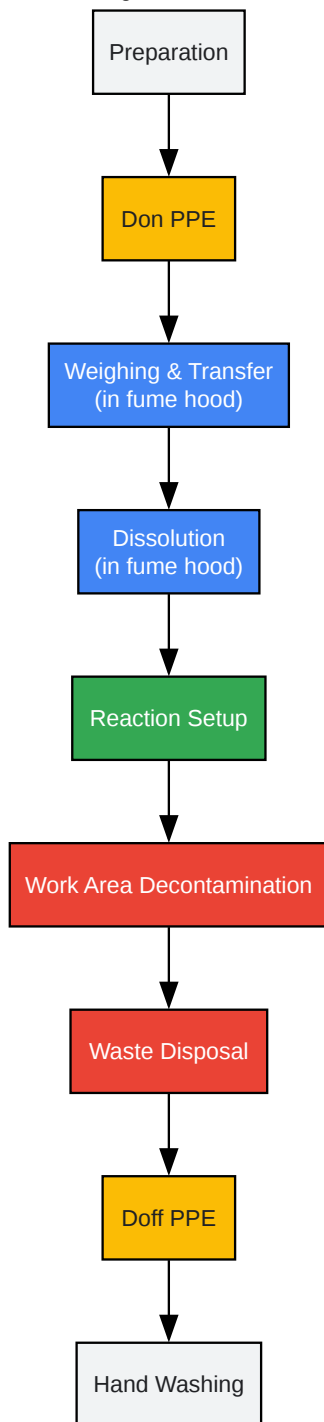 Preparation
Don PPE
Weighing & Transfer
(in fume hood)
Dissolution
(in fume hood)
Reaction Setup
Work Area Decontamination
Waste Disposal
Doff PPE
Hand Washing